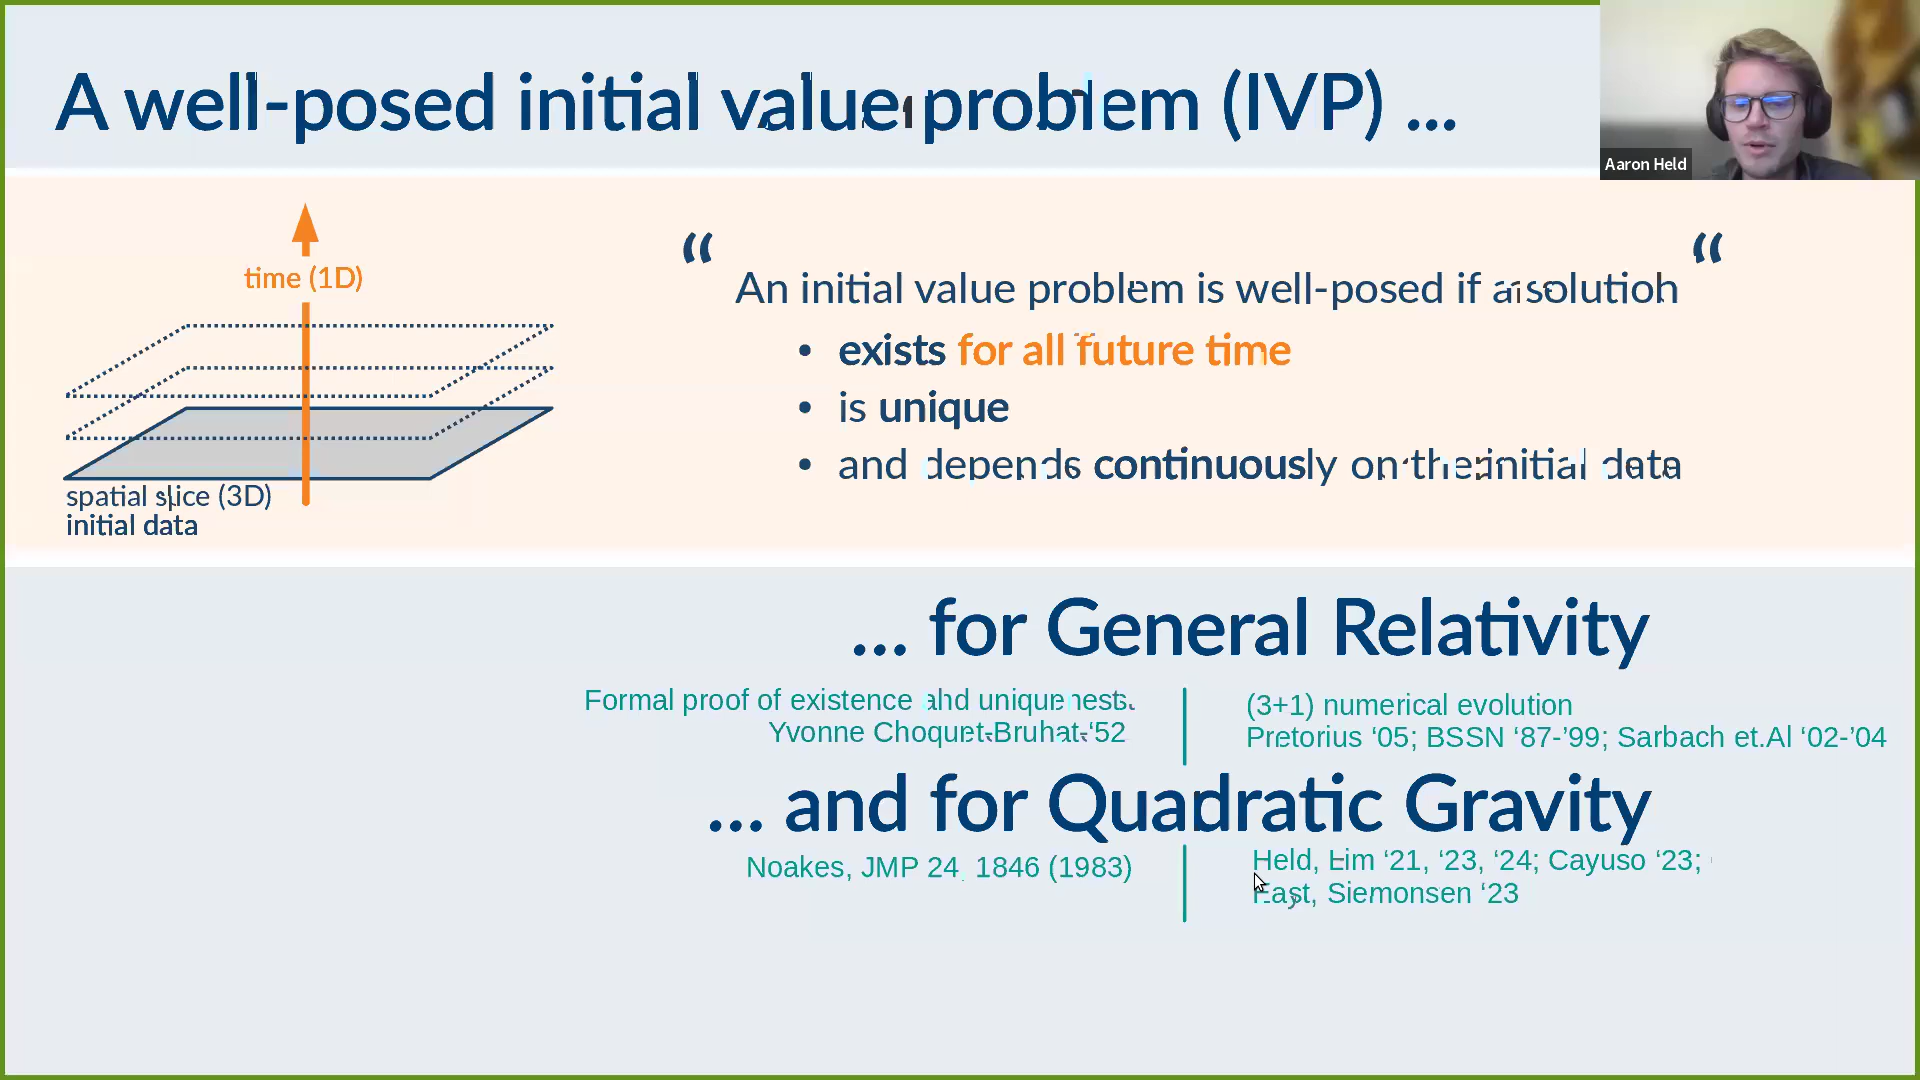 A well-posed initial value problem (IVP) ...
Aaron Held
time (1D)
spatial slice (3D)
initial data
“ An initial value problem is well-posed if a solution “
• exists for all future time
• is unique
• and depends continuously on the initial data
... for General Relativity
Formal proof of existence and uniqueness
Yvonne Choquet-Bruhat ‘52
(3+1) numerical evolution
Pretorius ‘05; BSSN ‘87-’99; Sarbach et.Al ‘02-’04
... and for Quadratic Gravity
Noakes, JMP 24, 1846 (1983)
Held, Lim ‘21, ‘23, ‘24; Cayuso ‘23;
East, Siemonsen ‘23